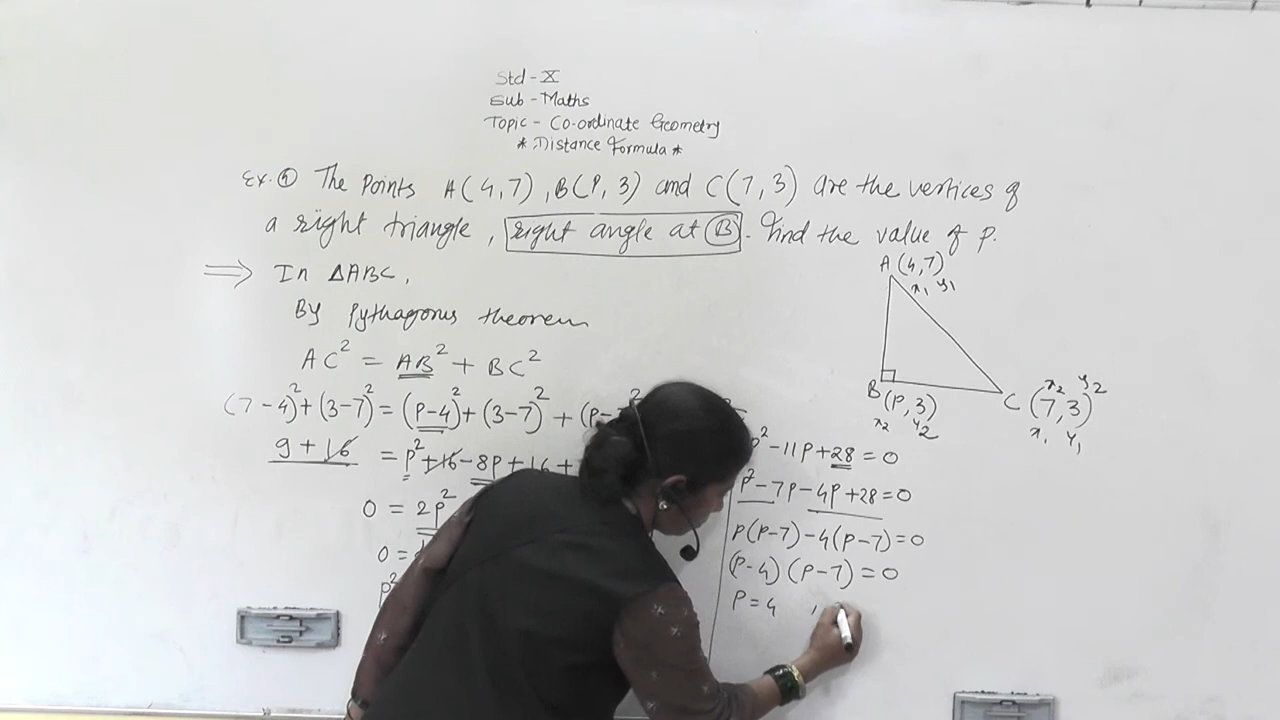 Std - X
Sub - Maths
Topic - Co-ordinate Geometry
* Distance Formula *
Ex. ④ The Points A(4,7), B(P,3) and C(7,3) are the vertices of
a right triangle, right angle at Ⓑ. Find the value of P.
⇒ In ΔABC,
By Pythagorus theorem
AC² = AB² + BC²
(7-4)² + (3-7)² = (P-4)² + (3-7)² + (P-
9 + 16 = P² + 16 - 8P + 16 +
0 = 2P²
0 =
P²
P² - 11P + 28 = 0
P² - 7P - 4P + 28 = 0
P(P-7) - 4(P-7) = 0
(P-4) (P-7) = 0
P = 4 ,
A (4,7)
x₁ y₁
B (P,3)
x₂ y₂
x₂ y₂
C (7,3)
x₁ y₁